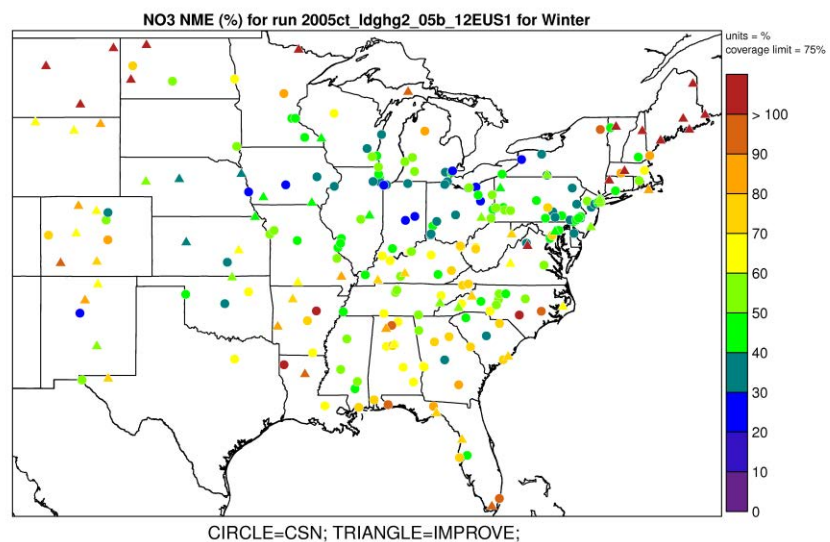 NO3 NME (%) for run 2005ct_ldghg2_05b_12EUS1 for Winter
units = %
coverage limit = 75%
> 100
90
80
70
60
50
40
30
20
10
0
CIRCLE=CSN; TRIANGLE=IMPROVE;